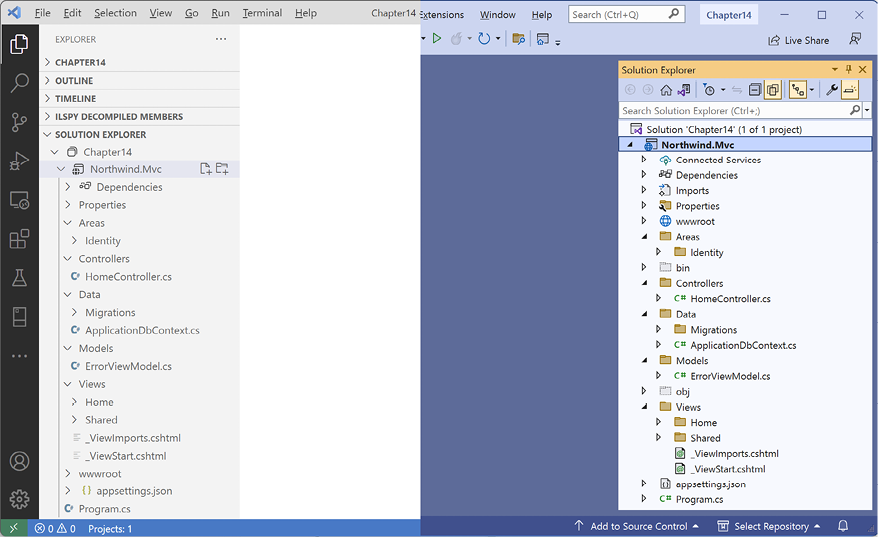 File Edit Selection View Go Run Terminal Help Chapter14
EXPLORER
CHAPTER14
OUTLINE
TIMELINE
ILSPY DECOMPILED MEMBERS
SOLUTION EXPLORER
Chapter14
Northwind.Mvc
Dependencies
Properties
Areas
Identity
Controllers
C# HomeController.cs
Data
Migrations
C# ApplicationDbContext.cs
Models
C# ErrorViewModel.cs
Views
Home
Shared
_ViewImports.cshtml
_ViewStart.cshtml
wwwroot
{} appsettings.json
C# Program.cs
0 0 Projects: 1
Extensions Window Help Search (Ctrl+Q) Chapter14
Live Share
Solution Explorer
Search Solution Explorer (Ctrl+;)
Solution 'Chapter14' (1 of 1 project)
Northwind.Mvc
Connected Services
Dependencies
Imports
Properties
wwwroot
Areas
Identity
bin
Controllers
C# HomeController.cs
Data
Migrations
C# ApplicationDbContext.cs
Models
C# ErrorViewModel.cs
obj
Views
Home
Shared
_ViewImports.cshtml
_ViewStart.cshtml
appsettings.json
C# Program.cs
Add to Source Control Select Repository